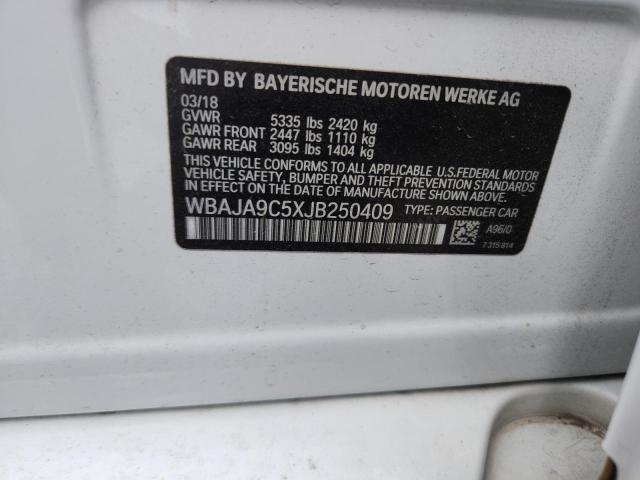 MFD BY BAYERISCHE MOTOREN WERKE AG
03/18
GVWR 5335 lbs 2420 kg
GAWR FRONT 2447 lbs 1110 kg
GAWR REAR 3095 lbs 1404 kg
THIS VEHICLE CONFORMS TO ALL APPLICABLE U.S.FEDERAL MOTOR
VEHICLE SAFETY, BUMPER AND THEFT PREVENTION STANDARDS
IN EFFECT ON THE DATE OF MANUFACTURE SHOWN ABOVE.
WBAJA9C5XJB250409 TYPE: PASSENGER CAR
A96/0
7 315 814